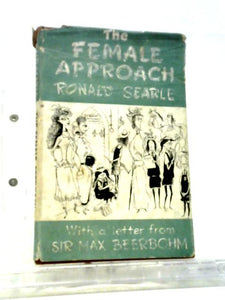 The
FEMALE
APPROACH
RONALD SEARLE
With a letter from
SIR MAX BEERBOHM